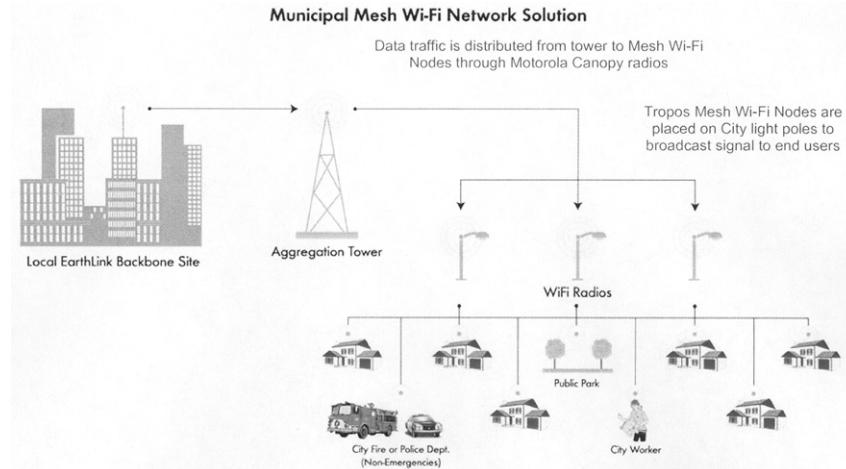 Municipal Mesh Wi-Fi Network Solution
Data traffic is distributed from tower to Mesh Wi-Fi
Nodes through Motorola Canopy radios
Tropos Mesh Wi-Fi Nodes are
placed on City light poles to
broadcast signal to end users
Local EarthLink Backbone Site
Aggregation Tower
WiFi Radios
Public Park
City Fire or Police Dept.
(Non-Emergencies)
City Worker